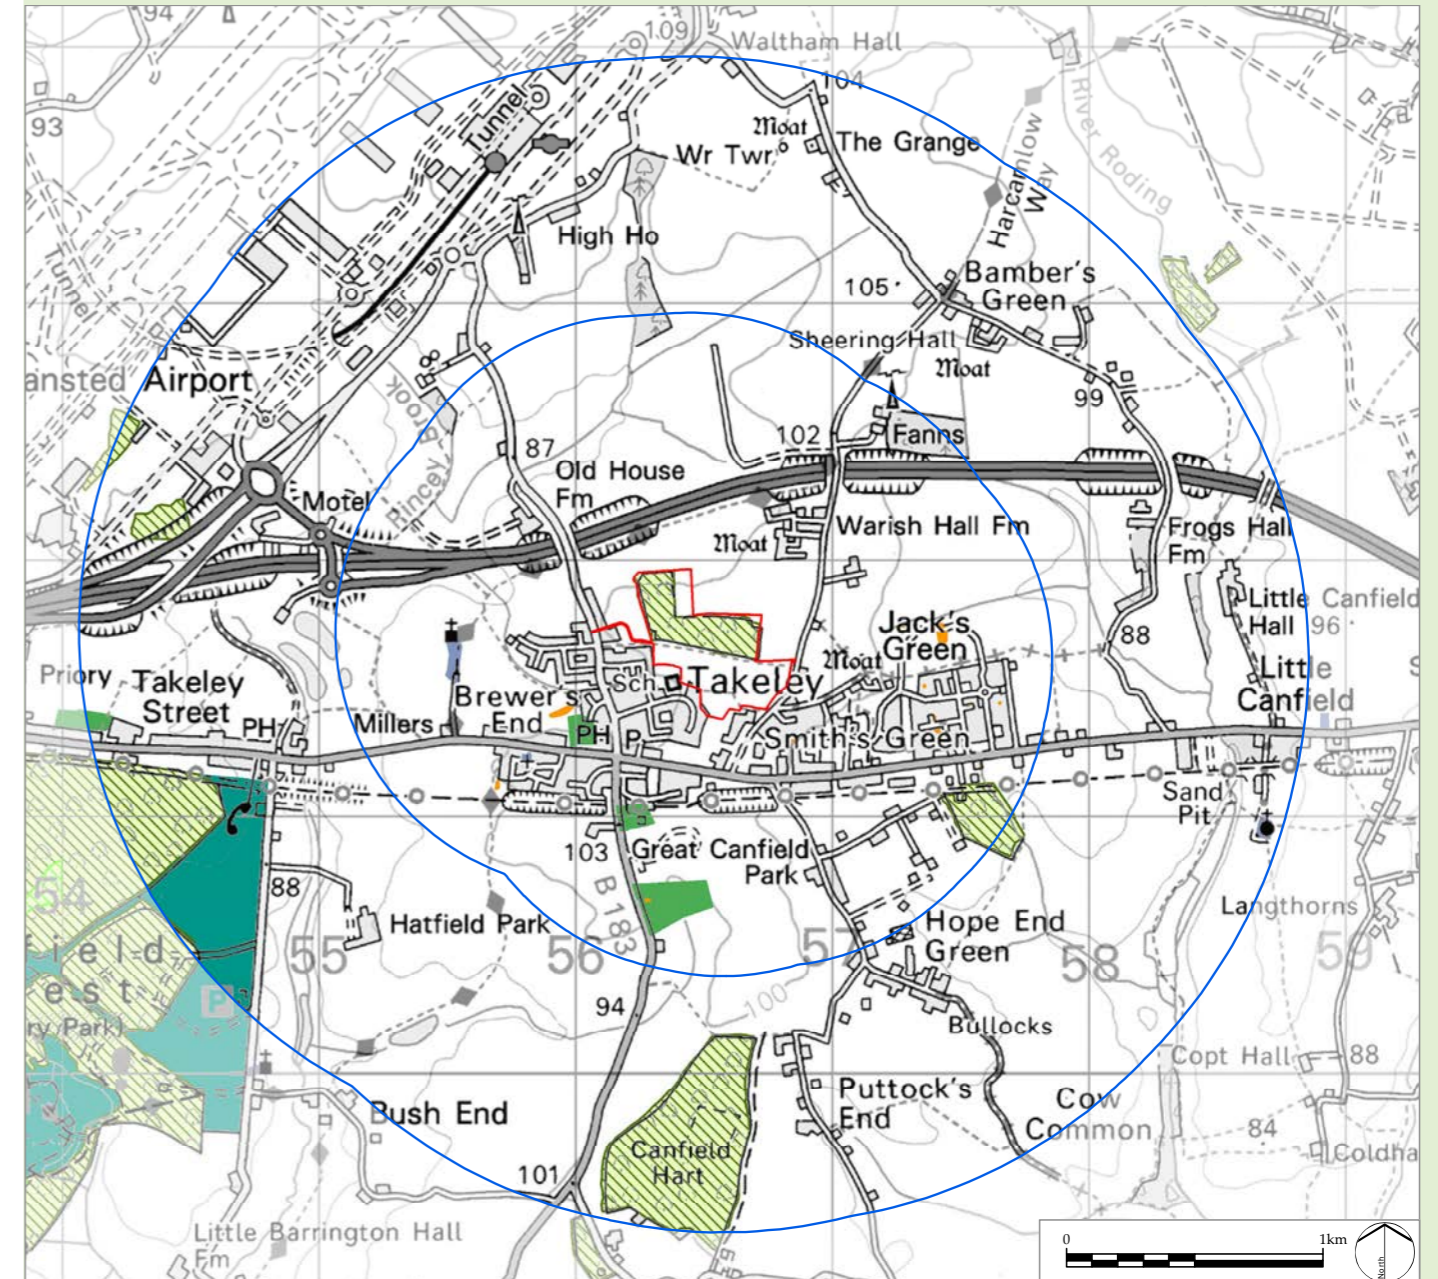 94
109
Waltham Hall
104
93
Tunnel
Moat
The Grange
Wr Twr
River Roding
Harcamlow
Way
High Ho
Tunnel
105
Bamber's
Green
Sheering Hall
Moat
ansted Airport
99
Brook
Pincey
87
102
Fanns
Old House
Fm
Motel
Warish Hall Fm
Moat
Frogs Hall
Fm
Little Canfield
Hall 96
Jack's
Green
88
Moat
Priory
Takeley
Street
Sch
Takeley
Little
Canfield
S
Brewer's
End
PH
Millers
PH
P
Smith's Green
Sand
Pit
103
Great Canfield
Park
54
88
B 183
Hatfield Park
Langthorns
Hope End
Green
field
55
56
57
58
59
est
P
94
100
ry Park)
Bullocks
Copt Hall
88
Puttock's
End
Cow
Common
Bush End
84
Canfield
Hart
Coldha
101
Little Barrington Hall
Fm
0
1km
North